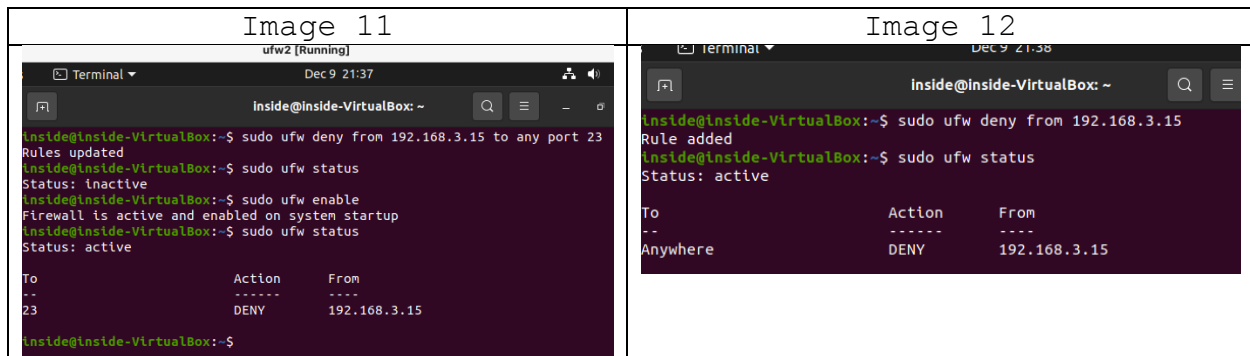 Image 11
ufw2 [Running]
Terminal
Dec 9 21:37
inside@inside-VirtualBox: ~
inside@inside-VirtualBox:~$ sudo ufw deny from 192.168.3.15 to any port 23
Rules updated
inside@inside-VirtualBox:~$ sudo ufw status
Status: inactive
inside@inside-VirtualBox:~$ sudo ufw enable
Firewall is active and enabled on system startup
inside@inside-VirtualBox:~$ sudo ufw status
Status: active
To Action From
-- ------ ----
23 DENY 192.168.3.15
inside@inside-VirtualBox:~$
Image 12
Terminal
Dec 9 21:38
inside@inside-VirtualBox: ~
inside@inside-VirtualBox:~$ sudo ufw deny from 192.168.3.15
Rule added
inside@inside-VirtualBox:~$ sudo ufw status
Status: active
To Action From
-- ------ ----
Anywhere DENY 192.168.3.15